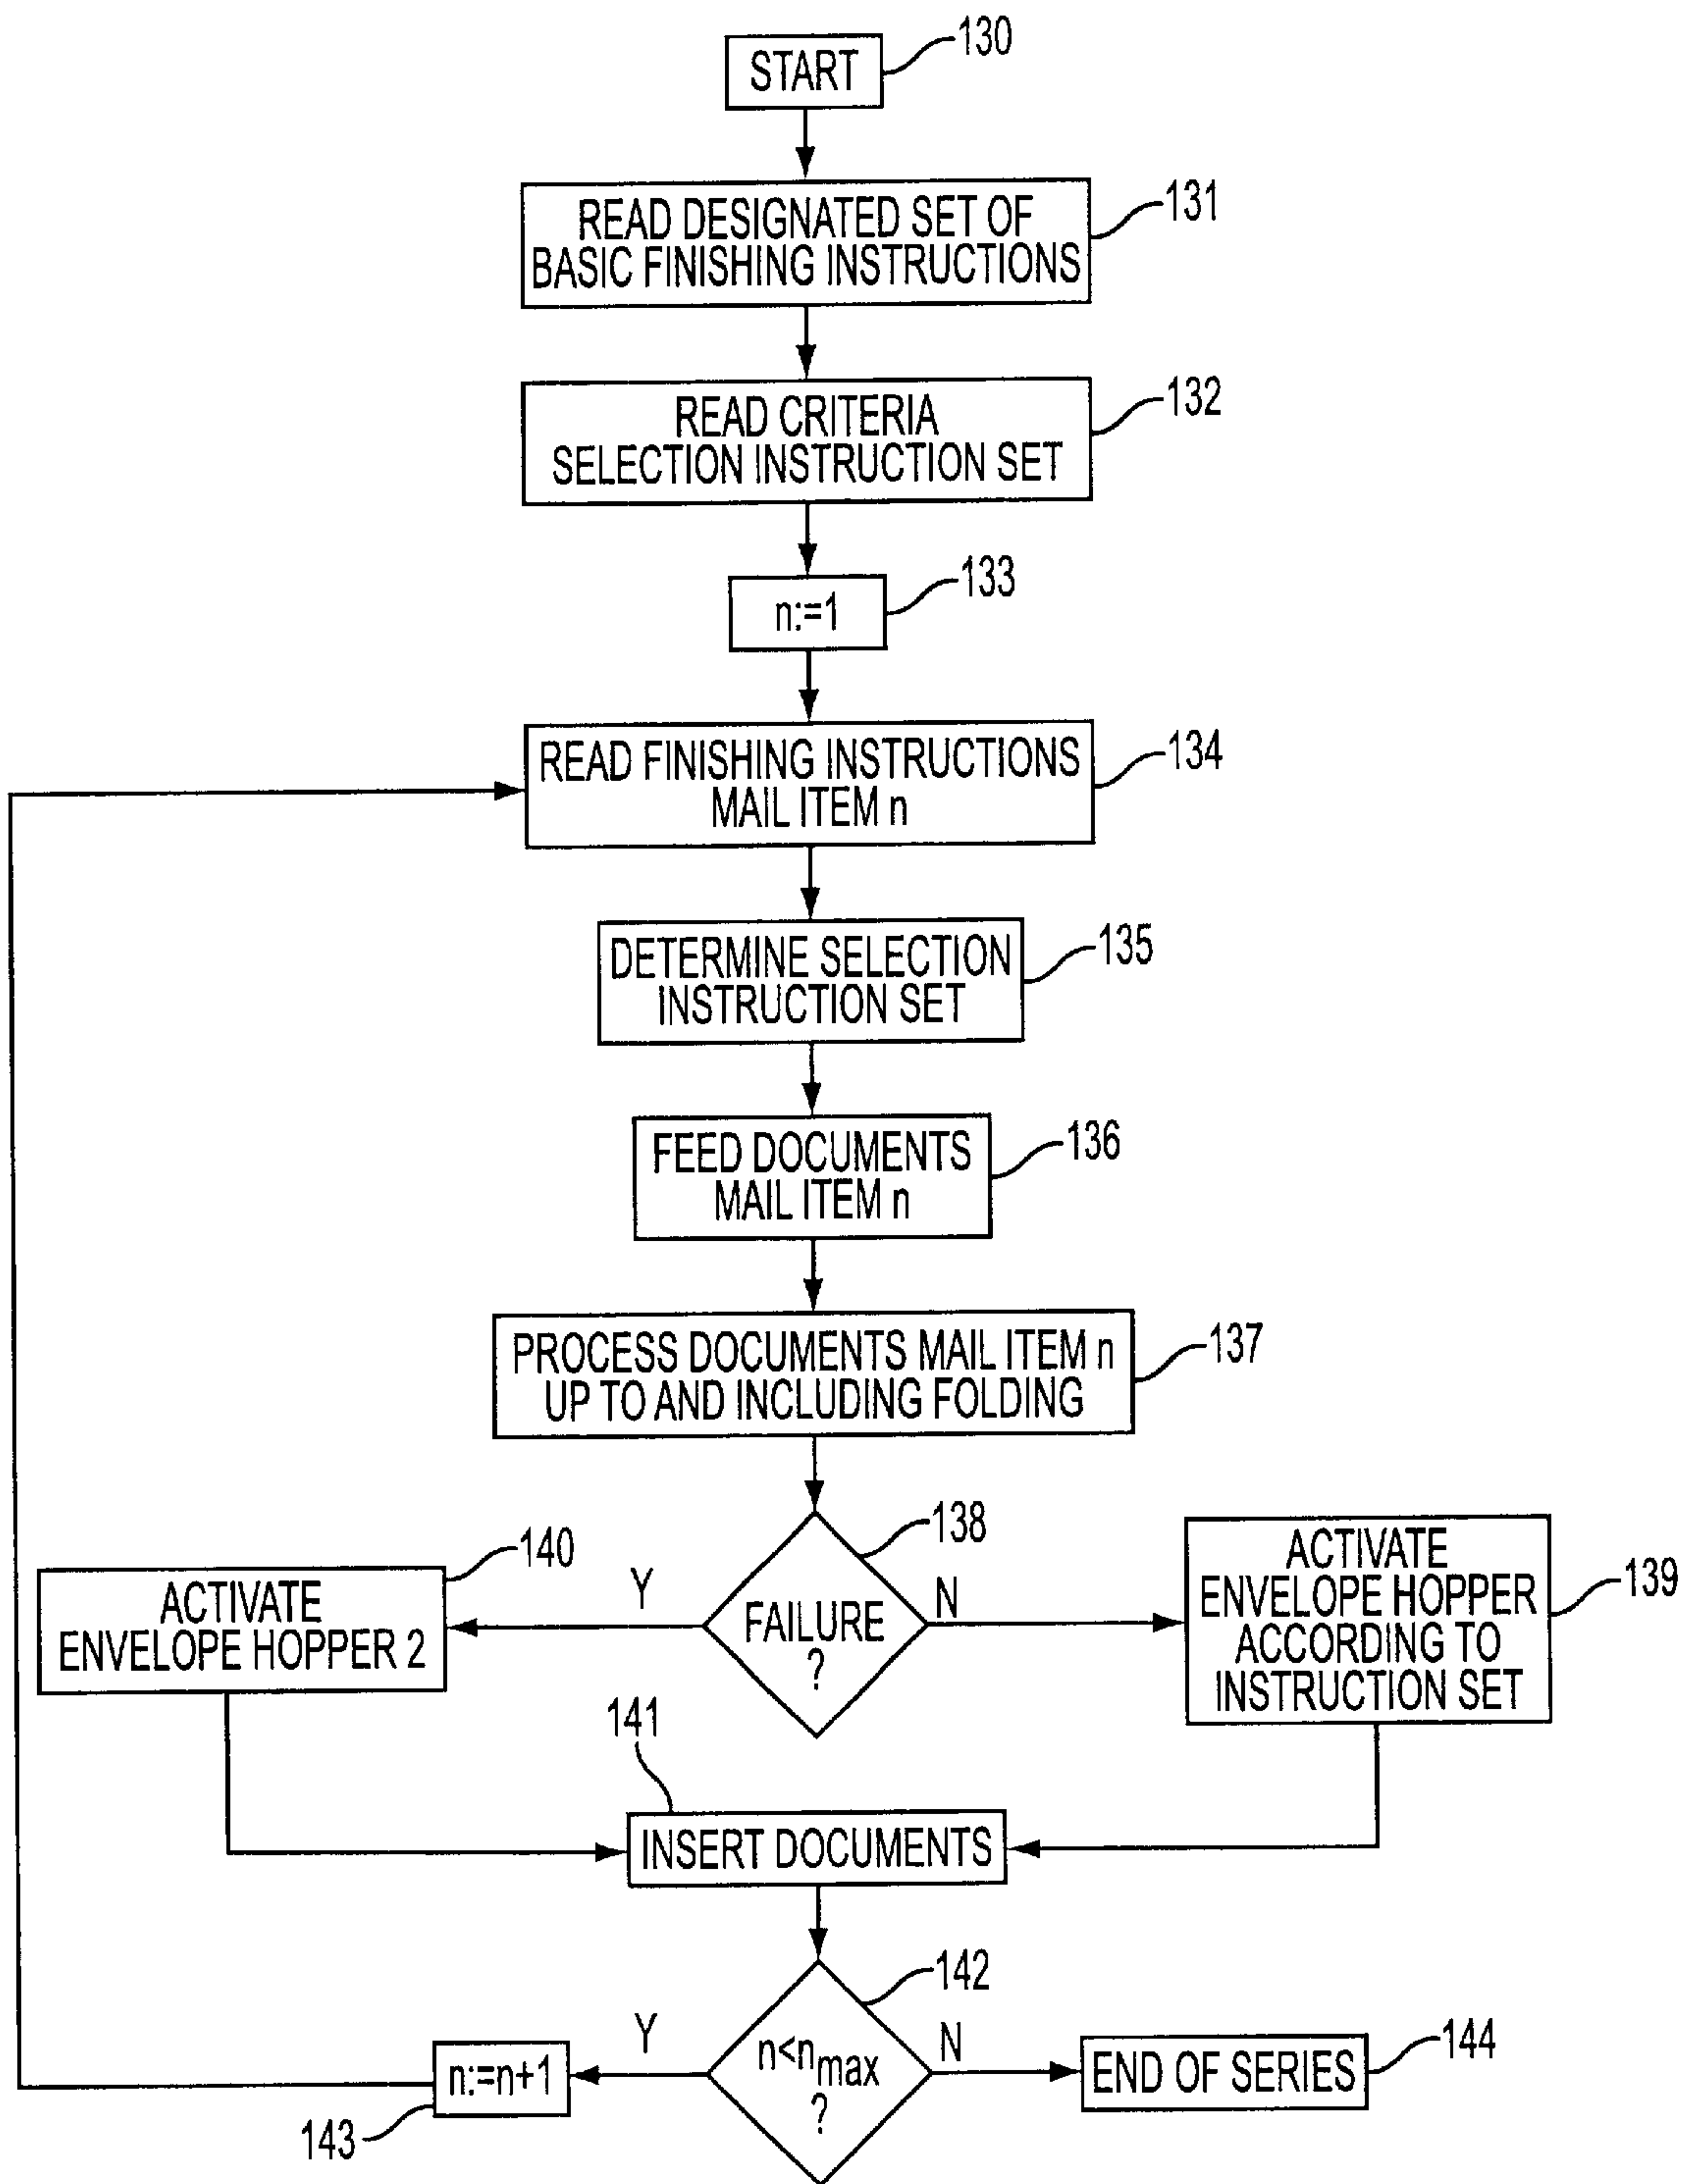 130
START
131
READ DESIGNATED SET OF
BASIC FINISHING INSTRUCTIONS
132
READ CRITERIA
SELECTION INSTRUCTION SET
133
n:=1
134
READ FINISHING INSTRUCTIONS
MAIL ITEM n
135
DETERMINE SELECTION
INSTRUCTION SET
136
FEED DOCUMENTS
MAIL ITEM n
137
PROCESS DOCUMENTS MAIL ITEM n
UP TO AND INCLUDING FOLDING
138
FAILURE
?
Y
N
140
ACTIVATE
ENVELOPE HOPPER 2
139
ACTIVATE
ENVELOPE HOPPER
ACCORDING TO
INSTRUCTION SET
141
INSERT DOCUMENTS
142
n<nmax
?
Y
N
n:=n+1
143
END OF SERIES
144